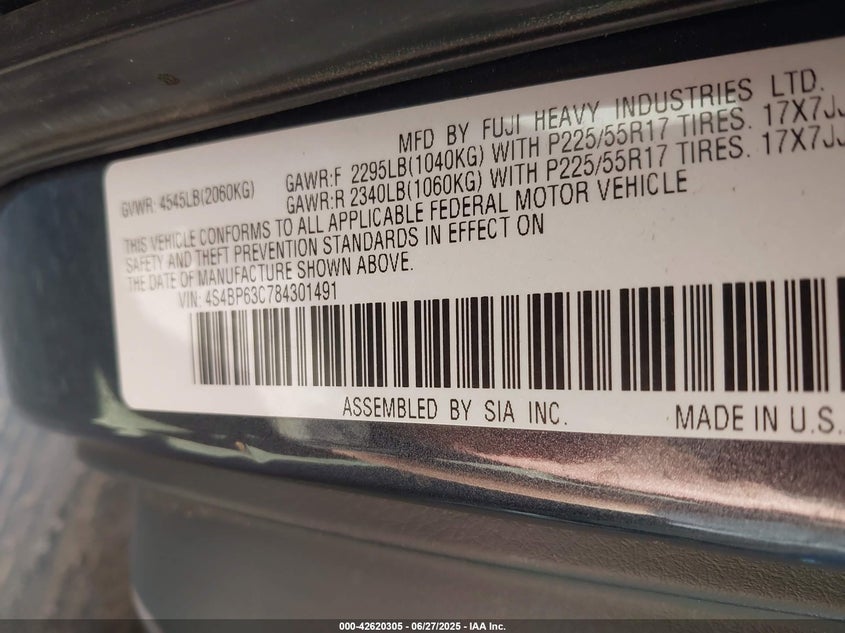 MFD BY FUJI HEAVY INDUSTRIES LTD.
GVWR: 4545LB(2060KG) GAWR:F 2295LB(1040KG) WITH P225/55R17 TIRES. 17X7JJ
GAWR:R 2340LB(1060KG) WITH P225/55R17 TIRES. 17X7JJ
THIS VEHICLE CONFORMS TO ALL APPLICABLE FEDERAL MOTOR VEHICLE
SAFETY AND THEFT PREVENTION STANDARDS IN EFFECT ON
THE DATE OF MANUFACTURE SHOWN ABOVE.
VIN: 4S4BP63C784301491
ASSEMBLED BY SIA INC. MADE IN U.S.
000-42620305 - 06/27/2025 - IAA Inc.